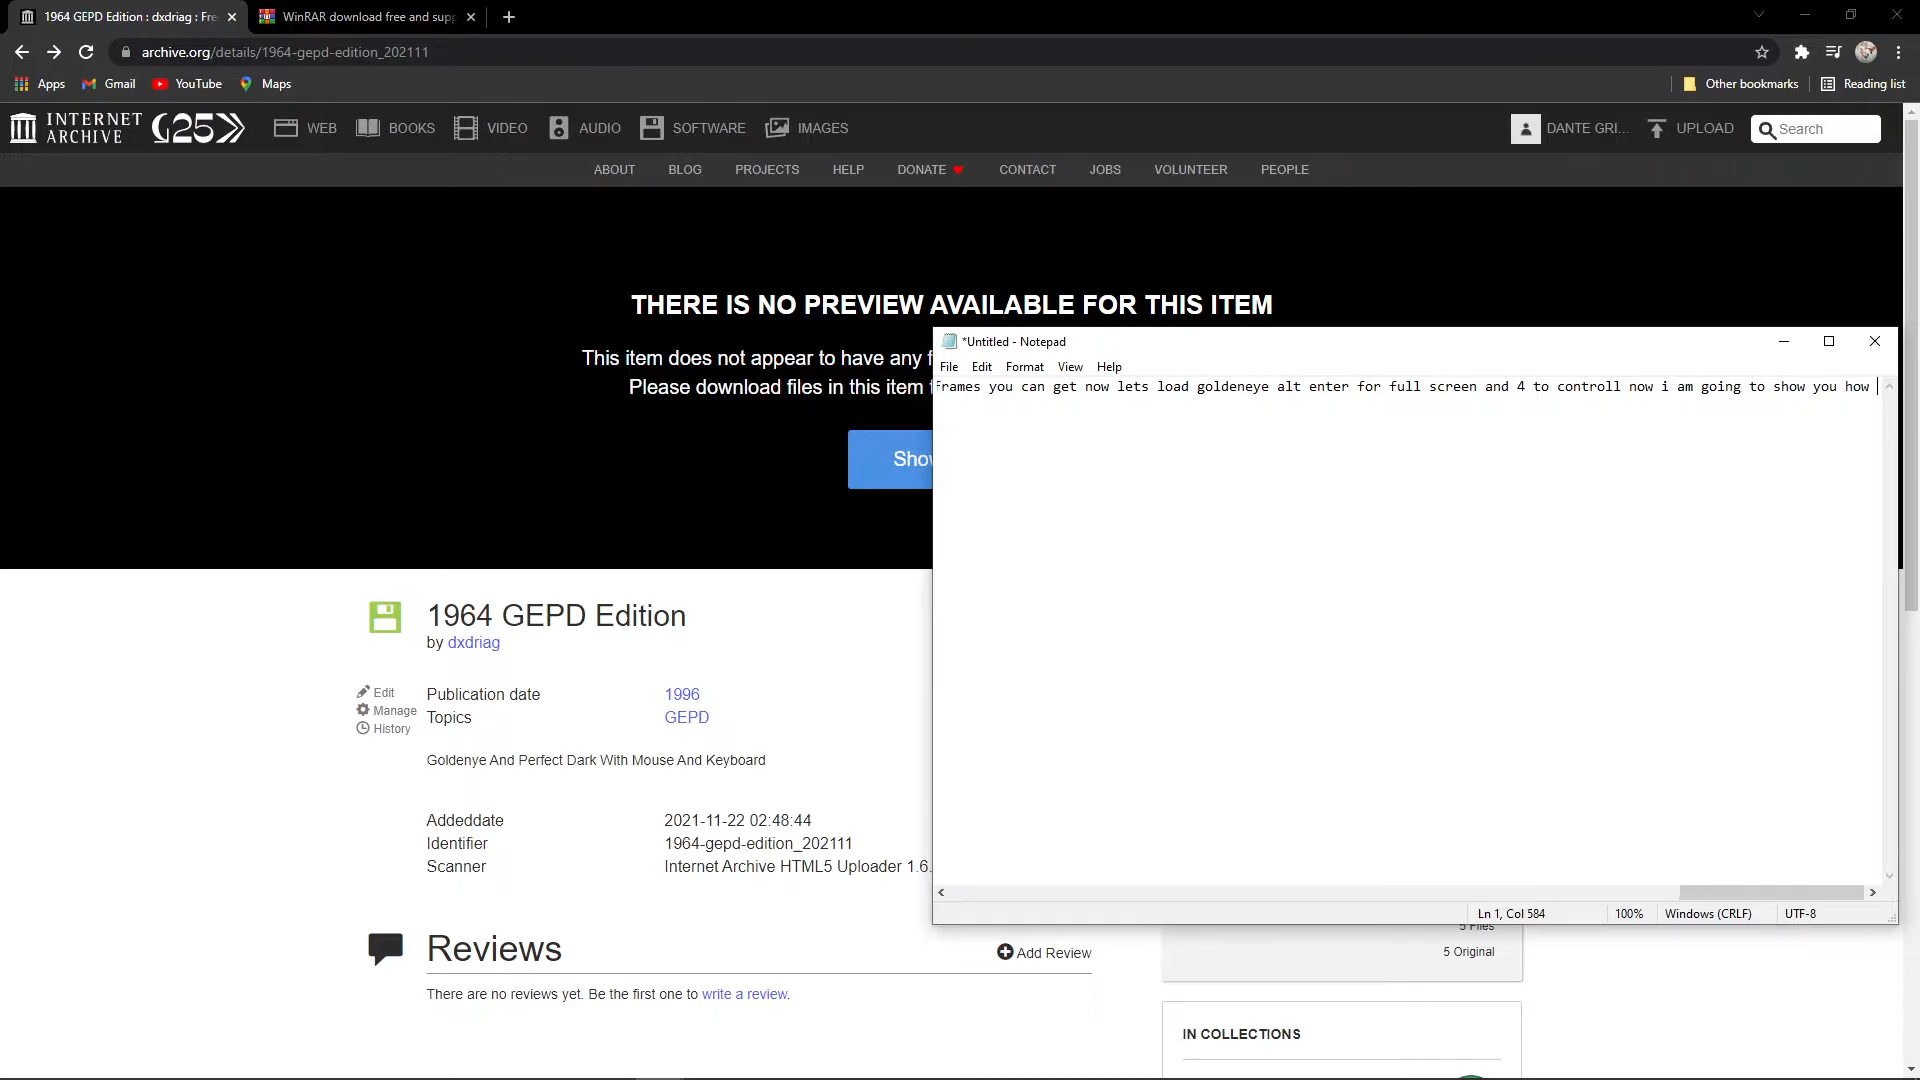 1964 GEPD Edition : dxdriag : Fre
WinRAR download free and supp
archive.org/details/1964-gepd-edition_202111
Apps
Gmail
YouTube
Maps
Other bookmarks
Reading list
INTERNET
ARCHIVE
25
WEB
BOOKS
VIDEO
AUDIO
SOFTWARE
IMAGES
DANTE GRI...
UPLOAD
Search
ABOUT
BLOG
PROJECTS
HELP
DONATE
CONTACT
JOBS
VOLUNTEER
PEOPLE
THERE IS NO PREVIEW AVAILABLE FOR THIS ITEM
This item does not appear to have any f
Please download files in this item
Show
*Untitled - Notepad
File Edit Format View Help
frames you can get now lets load goldeneye alt enter for full screen and 4 to controll now i am going to show you how
Ln 1, Col 584
100%
Windows (CRLF)
UTF-8
1964 GEPD Edition
by dxdriag
Edit
Manage
History
Publication date 1996
Topics GEPD
Goldenye And Perfect Dark With Mouse And Keyboard
Addeddate 2021-11-22 02:48:44
Identifier 1964-gepd-edition_202111
Scanner Internet Archive HTML5 Uploader 1.6.
Reviews
Add Review
There are no reviews yet. Be the first one to write a review.
5 Files
5 Original
IN COLLECTIONS